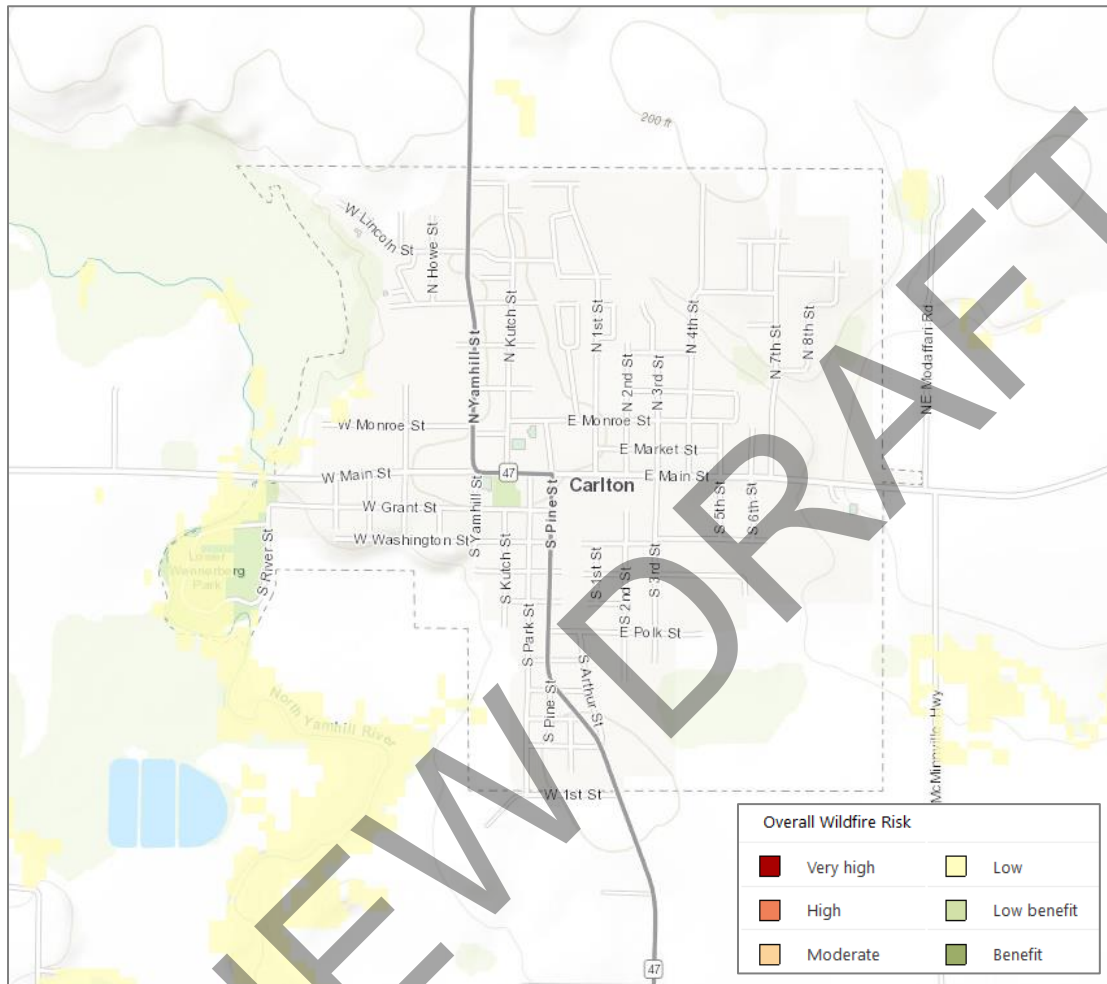 200 ft
W Lincoln St
N Howe St
N Yamhill St
N Kutch St
N 1st St
N 2nd St
N 3rd St
N 4th St
N 7th St
N 8th St
NE Modaffari Rd
W Monroe St
E Monroe St
E Market St
W Main St
47
E Main St
Carlton
W Grant St
S Yamhill St
S Pine St
S 5th St
S 6th St
W Washington St
Lower
Wennerberg
Park
S River St
S Kutch St
S 1st St
S 2nd St
S 3rd St
S Park St
E Polk St
S Arthur St
North Yamhill River
S Pine St
McMinnville Hwy
W 1st St
47
EW DRAFT
Overall Wildfire Risk
Very high
Low
High
Low benefit
Moderate
Benefit